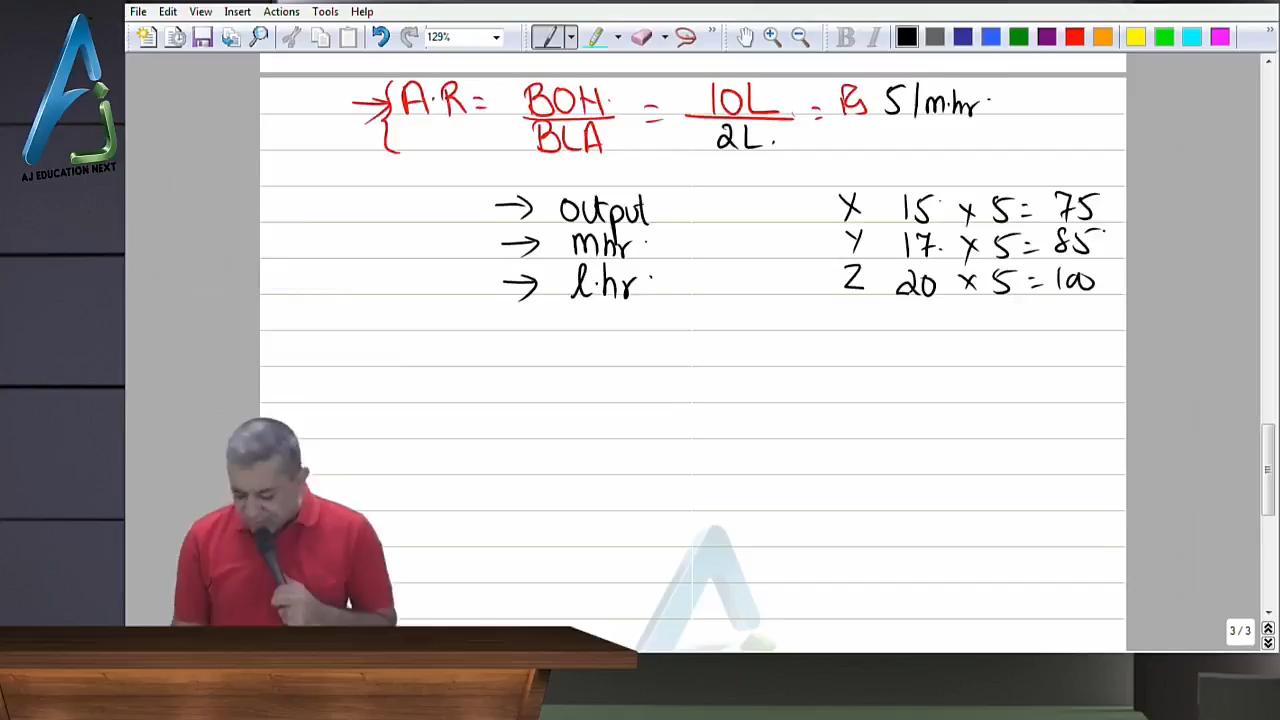 File Edit View Insert Actions Tools Help
129%
B I
AJ EDUCATION NEXT
→ { A.R = BOH / BLA = 10L / 2L. = Rs 5/m.hr.
→ output X 15 x 5 = 75
→ mhr. Y 17. x 5 = 85
→ l.hr. Z 20 x 5 = 100
3/3